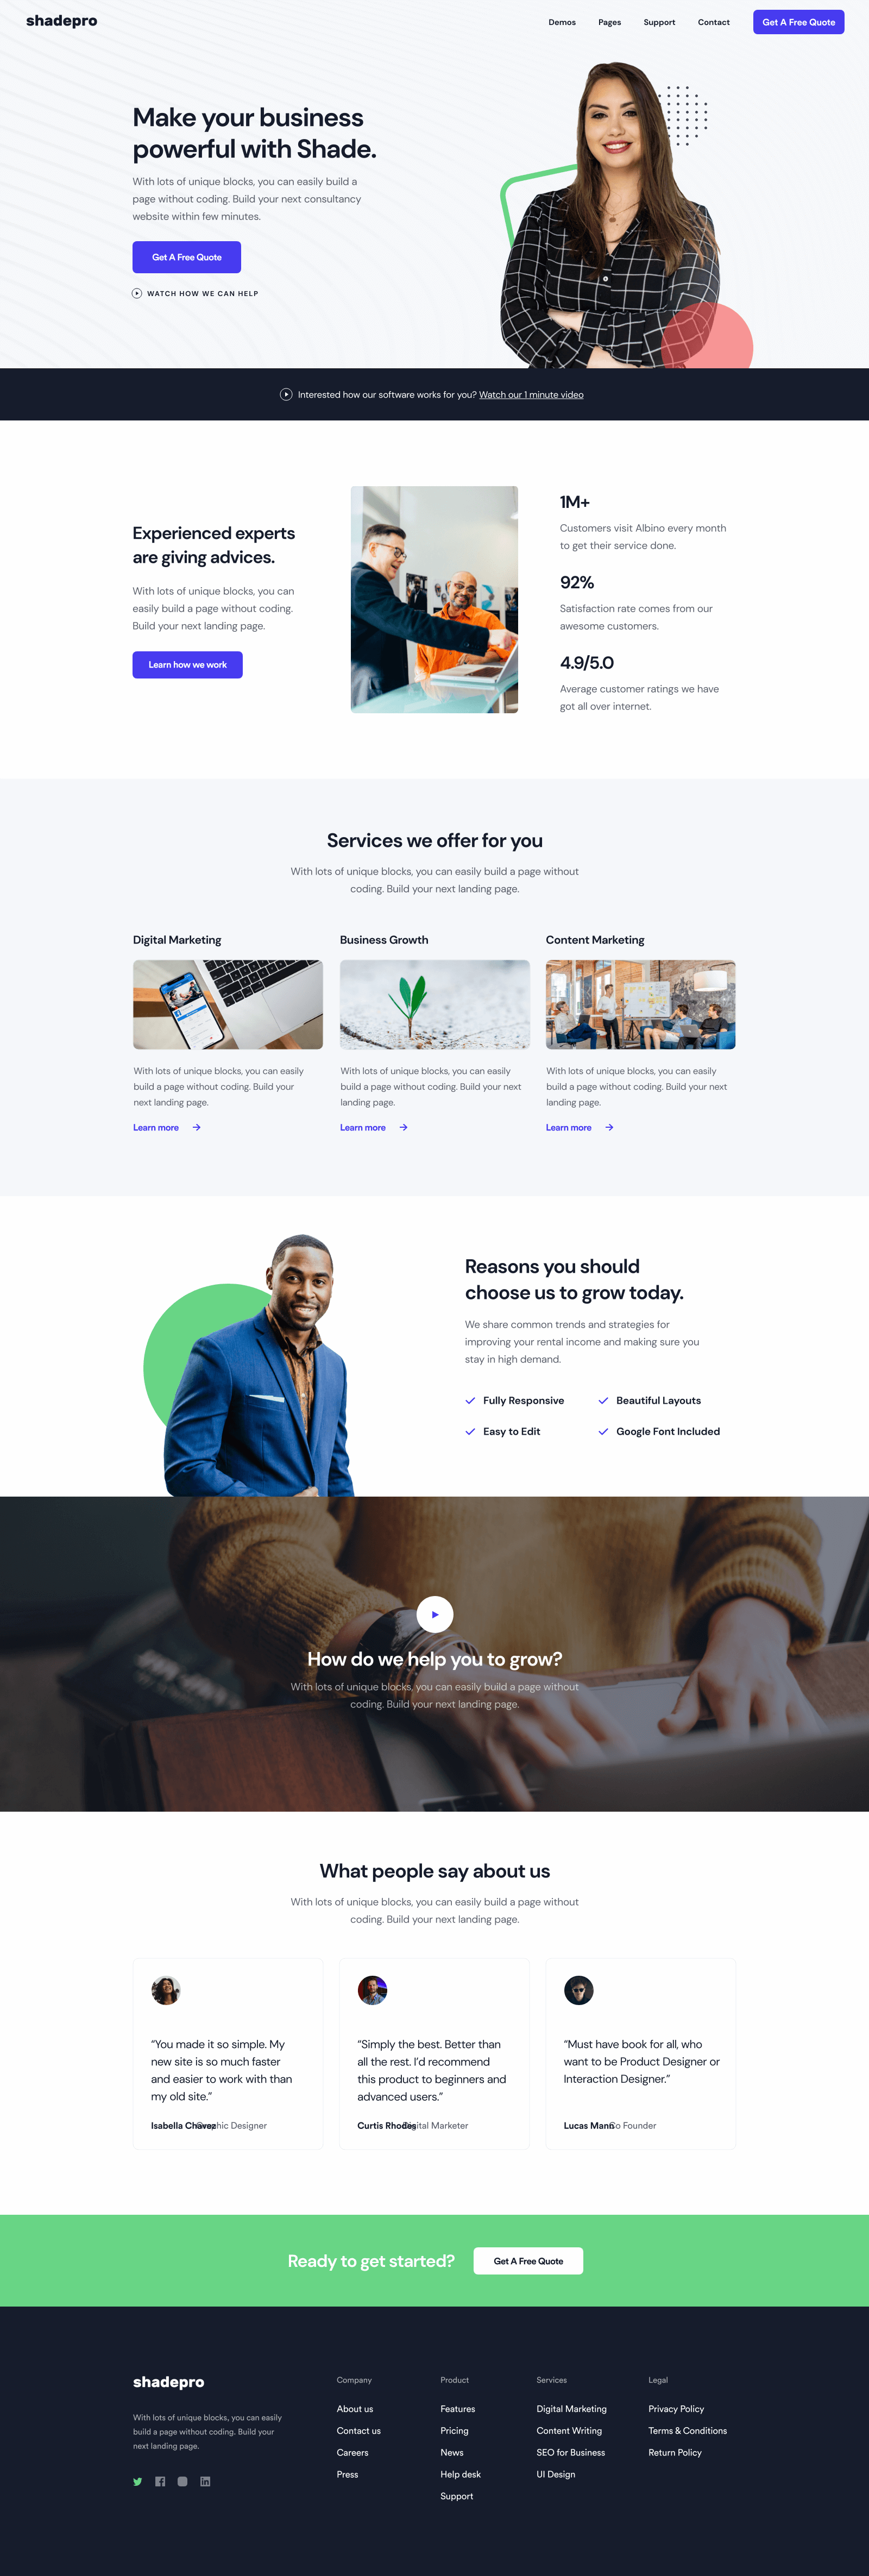 shadepro
Demos Pages Support Contact Get A Free Quote
Make your business
powerful with Shade.
With lots of unique blocks, you can easily build a
page without coding. Build your next consultancy
website within few minutes.
Get A Free Quote
WATCH HOW WE CAN HELP
Interested how our software works for you? Watch our 1 minute video
Experienced experts
are giving advices.
With lots of unique blocks, you can
easily build a page without coding.
Build your next landing page.
Learn how we work
1M+
Customers visit Albino every month
to get their service done.
92%
Satisfaction rate comes from our
awesome customers.
4.9/5.0
Average customer ratings we have
got all over internet.
Services we offer for you
With lots of unique blocks, you can easily build a page without
coding. Build your next landing page.
Digital Marketing
With lots of unique blocks, you can easily
build a page without coding. Build your
next landing page.
Learn more
Business Growth
With lots of unique blocks, you can easily
build a page without coding. Build your next
landing page.
Learn more
Content Marketing
With lots of unique blocks, you can easily
build a page without coding. Build your next
landing page.
Learn more
Reasons you should
choose us to grow today.
We share common trends and strategies for
improving your rental income and making sure you
stay in high demand.
Fully Responsive
Beautiful Layouts
Easy to Edit
Google Font Included
How do we help you to grow?
With lots of unique blocks, you can easily build a page without
coding. Build your next landing page.
What people say about us
With lots of unique blocks, you can easily build a page without
coding. Build your next landing page.
“You made it so simple. My
new site is so much faster
and easier to work with than
my old site.”
Isabella Chavez Graphic Designer
“Simply the best. Better than
all the rest. I’d recommend
this product to beginners and
advanced users.”
Curtis Rhodes Digital Marketer
“Must have book for all, who
want to be Product Designer or
Interaction Designer.”
Lucas Mann Co Founder
Ready to get started?
Get A Free Quote
shadepro
With lots of unique blocks, you can easily
build a page without coding. Build your
next landing page.
Company
About us
Contact us
Careers
Press
Product
Features
Pricing
News
Help desk
Support
Services
Digital Marketing
Content Writing
SEO for Business
UI Design
Legal
Privacy Policy
Terms & Conditions
Return Policy